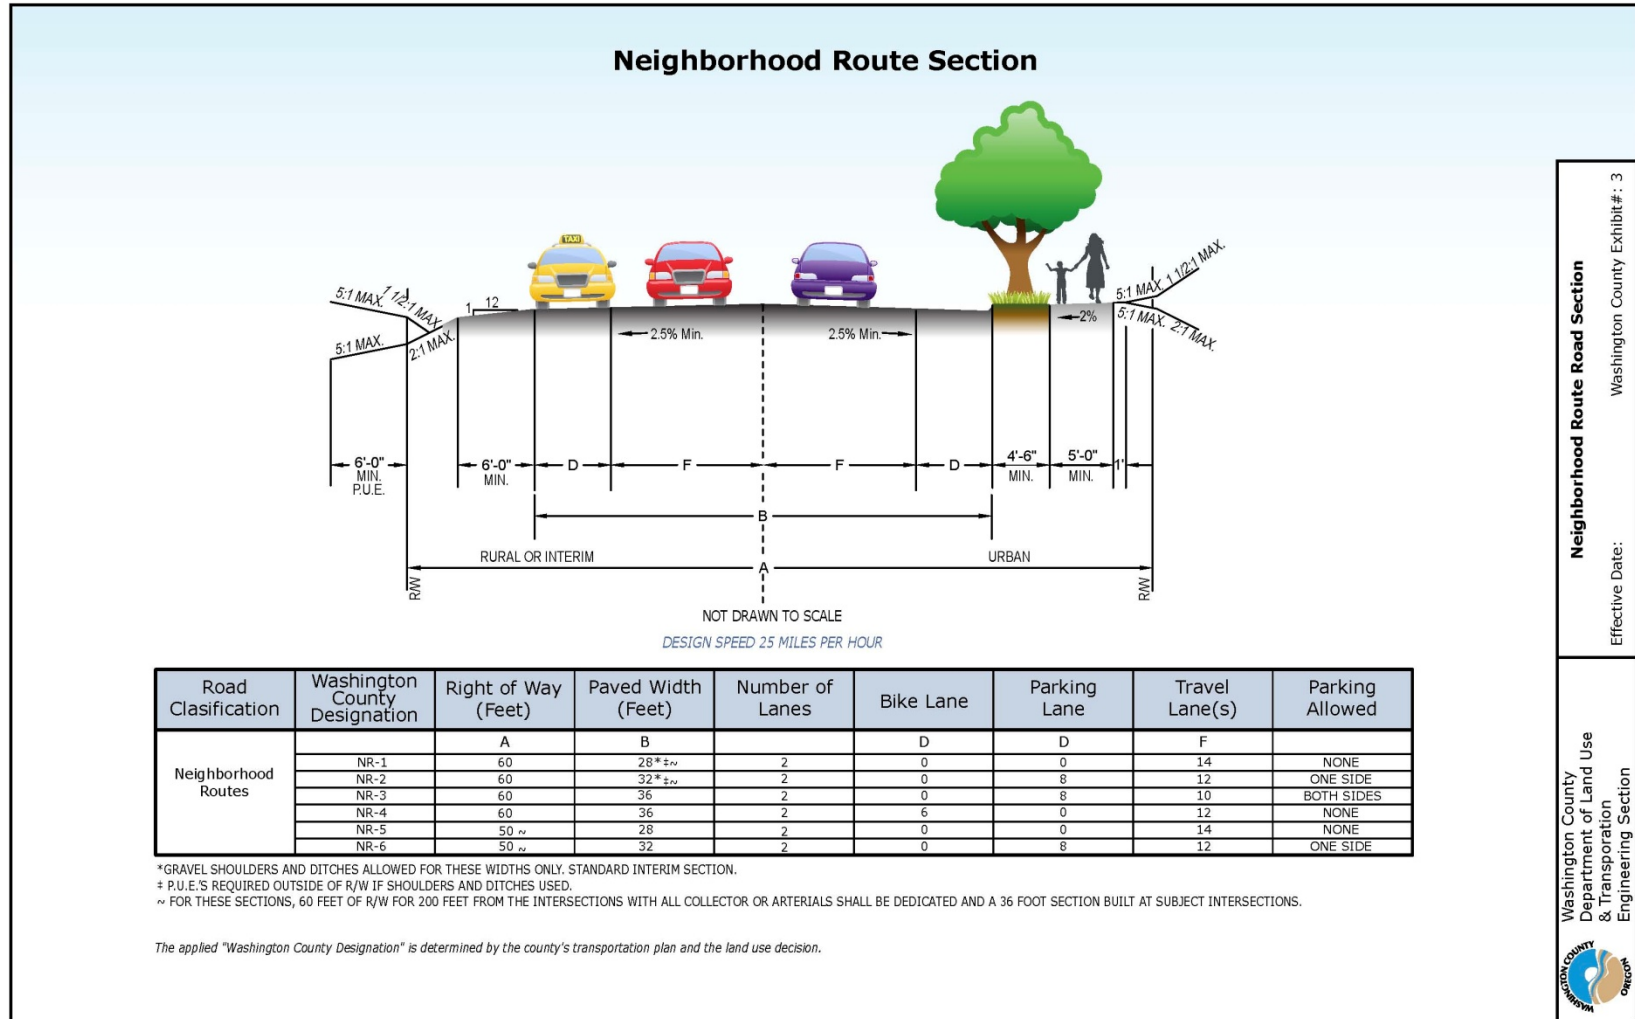 Neighborhood Route Section
TAXI
5:1 MAX.
1 1/2:1 MAX.
5:1 MAX.
2:1 MAX.
1
12
2.5% Min.
2.5% Min.
2%
5:1 MAX.
1 1/2:1 MAX.
5:1 MAX.
2:1 MAX.
6'-0"
MIN.
P.U.E.
6'-0"
MIN.
D
F
F
D
4'-6"
MIN.
5'-0"
MIN.
1'
B
RURAL OR INTERIM
URBAN
A
R/W
R/W
NOT DRAWN TO SCALE
DESIGN SPEED 25 MILES PER HOUR
Road Clasification Washington County Designation Right of Way (Feet) Paved Width (Feet) Number of Lanes Bike Lane Parking Lane Travel Lane(s) Parking Allowed
A B D D F
Neighborhood Routes
NR-1 60 28*‡~ 2 0 0 14 NONE
NR-2 60 32*‡~ 2 0 8 12 ONE SIDE
NR-3 60 36 2 0 8 10 BOTH SIDES
NR-4 60 36 2 6 0 12 NONE
NR-5 50 ~ 28 2 0 0 14 NONE
NR-6 50 ~ 32 2 0 8 12 ONE SIDE
*GRAVEL SHOULDERS AND DITCHES ALLOWED FOR THESE WIDTHS ONLY. STANDARD INTERIM SECTION.
‡ P.U.E.'S REQUIRED OUTSIDE OF R/W IF SHOULDERS AND DITCHES USED.
~ FOR THESE SECTIONS, 60 FEET OF R/W FOR 200 FEET FROM THE INTERSECTIONS WITH ALL COLLECTOR OR ARTERIALS SHALL BE DEDICATED AND A 36 FOOT SECTION BUILT AT SUBJECT INTERSECTIONS.
The applied "Washington County Designation" is determined by the county's transportation plan and the land use decision.
Neighborhood Route Road Section
Effective Date:
Washington County Exhibit#: 3
Washington County
Department of Land Use
& Transportation
Engineering Section
WASHINGTON COUNTY
OREGON